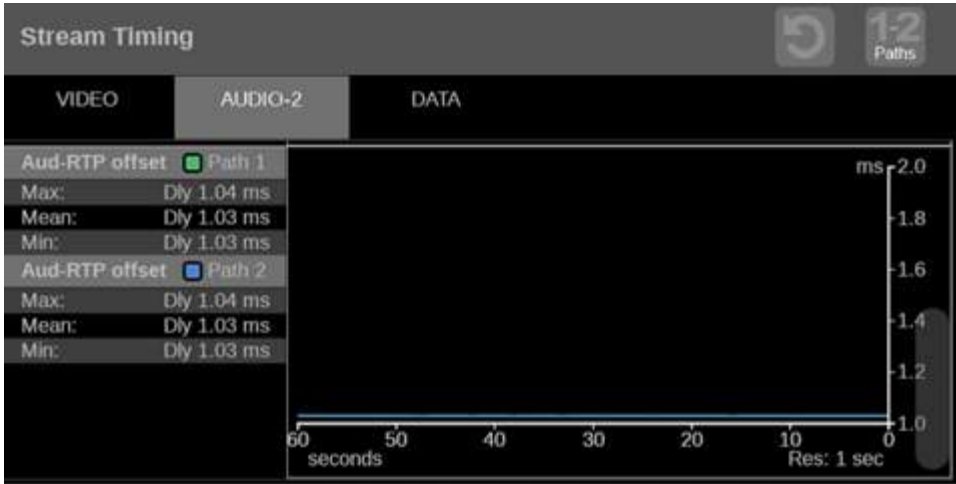 Stream Timing
1-2
Paths
VIDEO AUDIO-2 DATA
Aud-RTP offset Path 1
Max: Dly 1.04 ms
Mean: Dly 1.03 ms
Min: Dly 1.03 ms
Aud-RTP offset Path 2
Max: Dly 1.04 ms
Mean: Dly 1.03 ms
Min: Dly 1.03 ms
ms 2.0
1.8
1.6
1.4
1.2
1.0
60 50 40 30 20 10 0
seconds Res: 1 sec